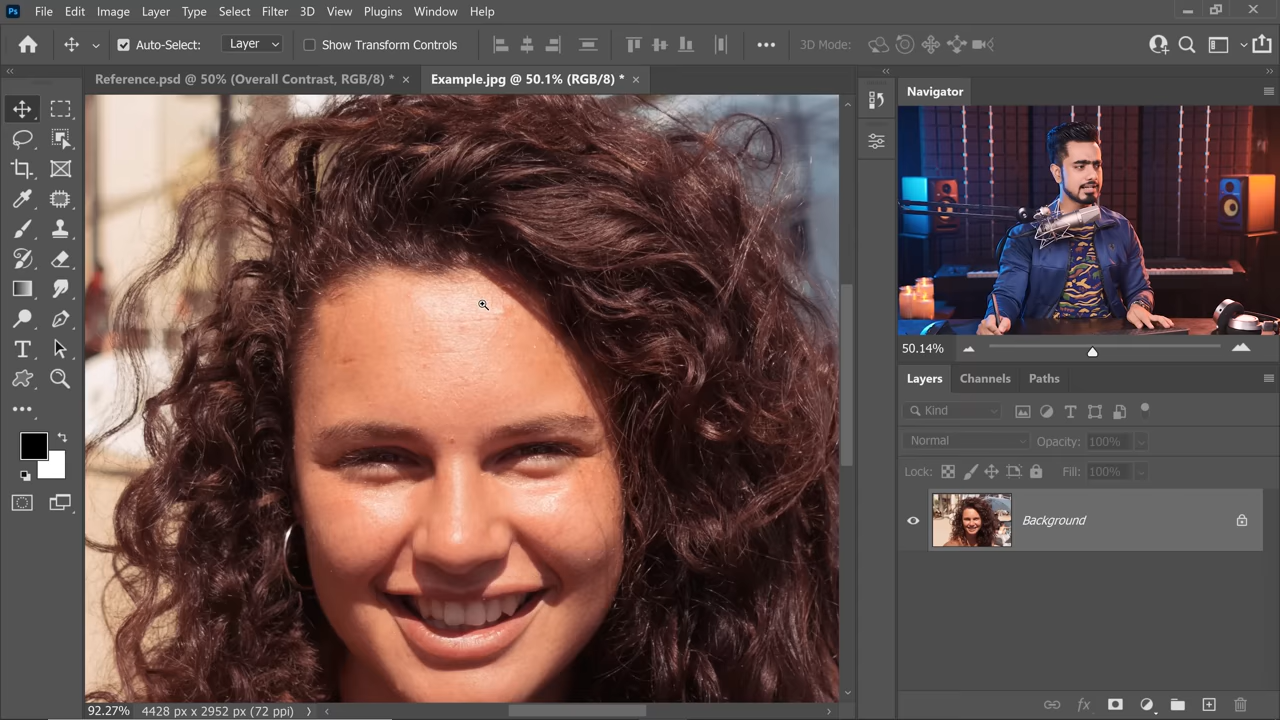 Ps File Edit Image Layer Type Select Filter 3D View Plugins Window Help
Auto-Select: Layer Show Transform Controls 3D Mode:
Reference.psd @ 50% (Overall Contrast, RGB/8) * × Example.jpg @ 50.1% (RGB/8) * ×
Navigator
50.14%
Layers Channels Paths
Kind
Normal Opacity: 100%
Lock: Fill: 100%
Background
fx
92.27% 4428 px x 2952 px (72 ppi)